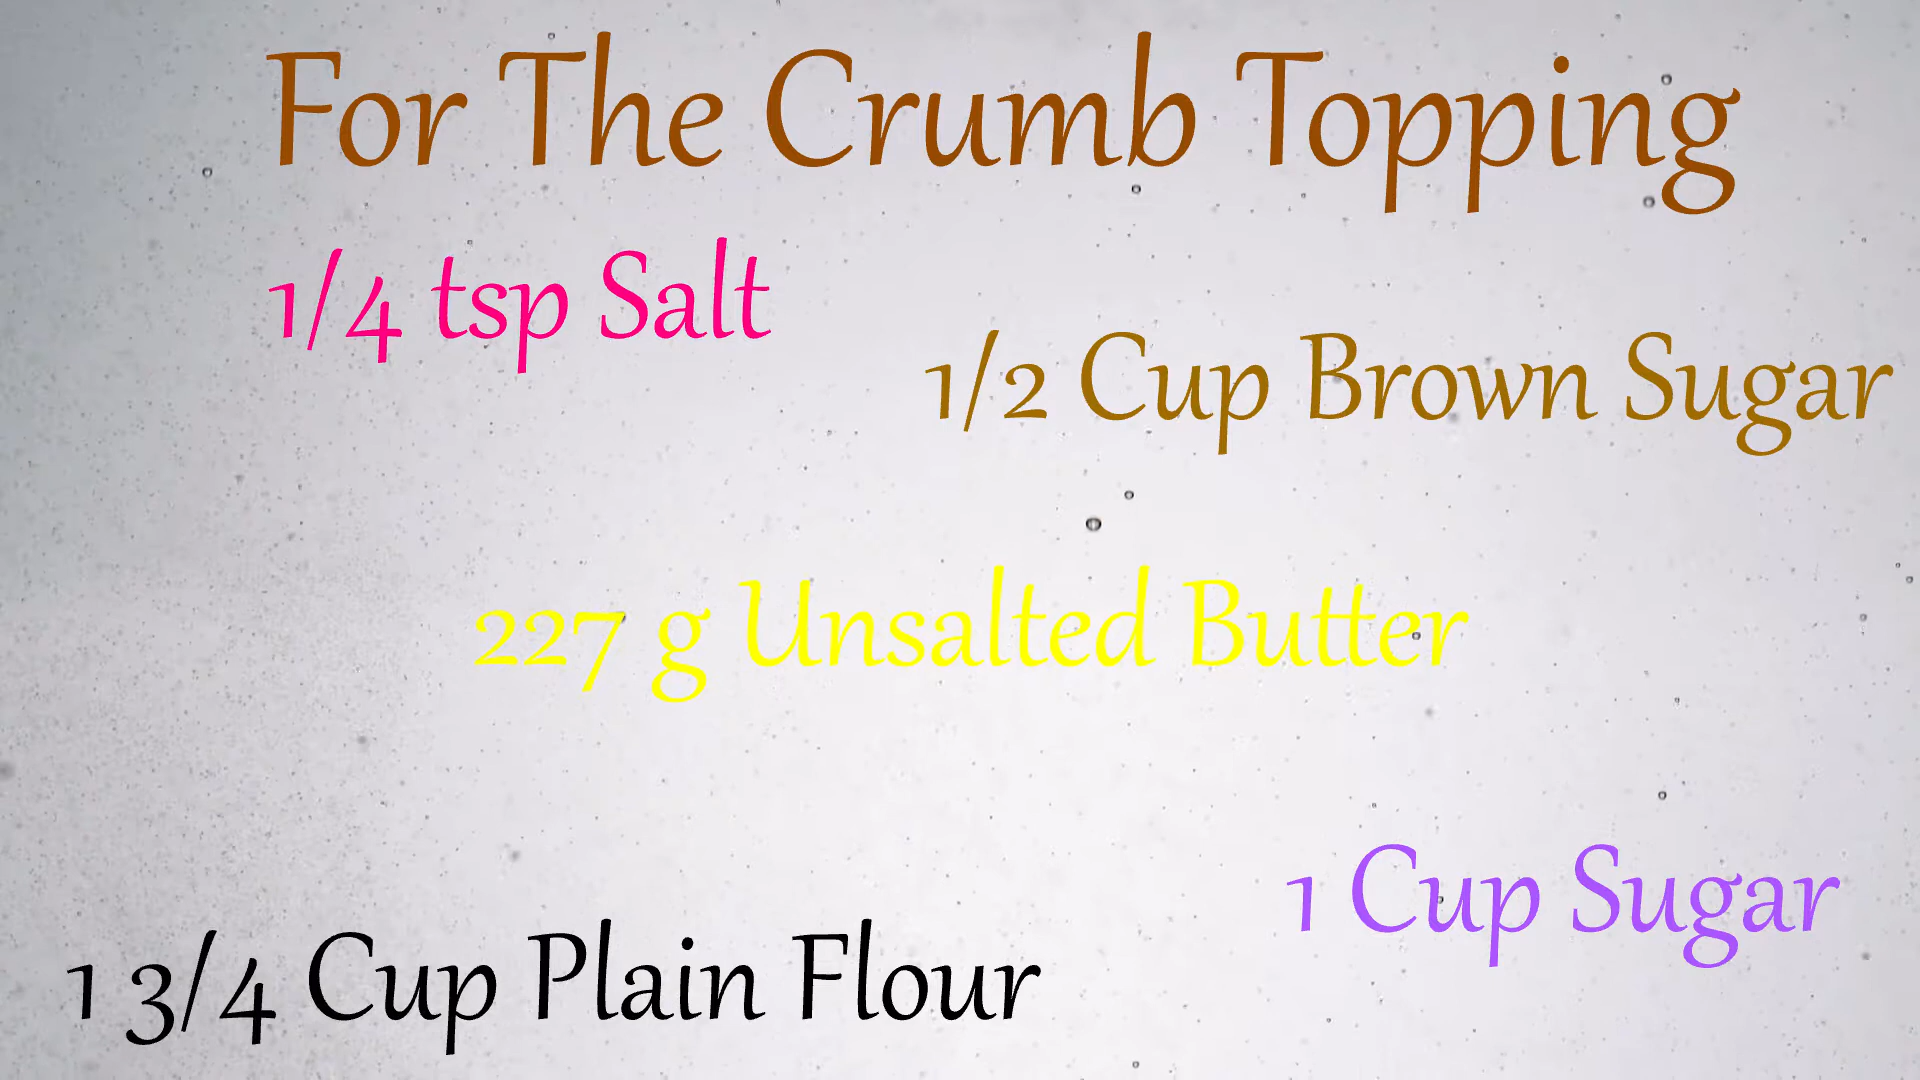 For The Crumb Topping
1/4 tsp Salt
1/2 Cup Brown Sugar
227 g Unsalted Butter
1 Cup Sugar
1 3/4 Cup Plain Flour